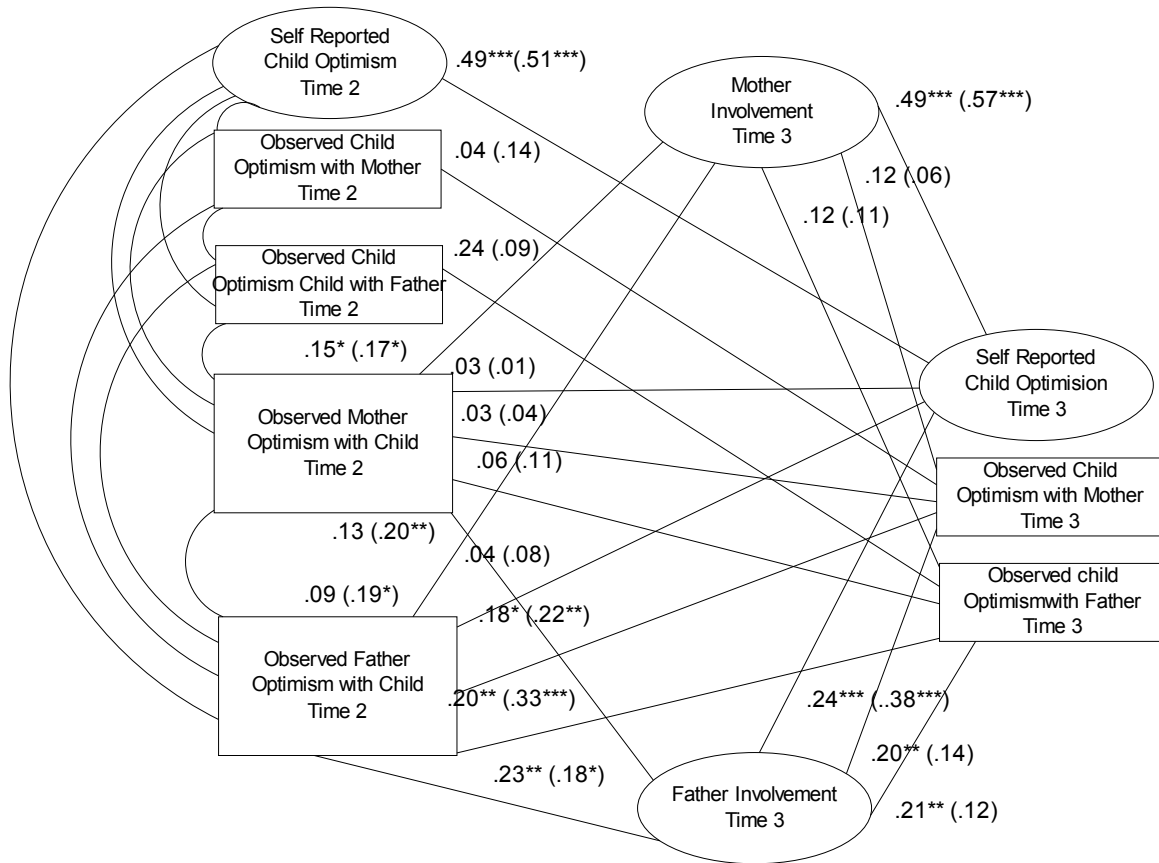 Self Reported
Child Optimism
Time 2
.49***(.51***)
Mother
Involvement
Time 3
.49*** (.57***)
Observed Child
Optimism with Mother
Time 2
.04 (.14)
.12 (.06)
.12 (.11)
Observed Child
Optimism Child with Father
Time 2
.24 (.09)
.15* (.17*)
.03 (.01)
Self Reported
Child Optimision
Time 3
Observed Mother
Optimism with Child
Time 2
.03 (.04)
.06 (.11)
Observed Child
Optimism with Mother
Time 3
.13 (.20**)
.04 (.08)
Observed child
Optimismwith Father
Time 3
.09 (.19*)
.18* (.22**)
Observed Father
Optimism with Child
Time 2
.20** (.33***)
.24*** (..38***)
.20** (.14)
.23** (.18*)
Father Involvement
Time 3
.21** (.12)